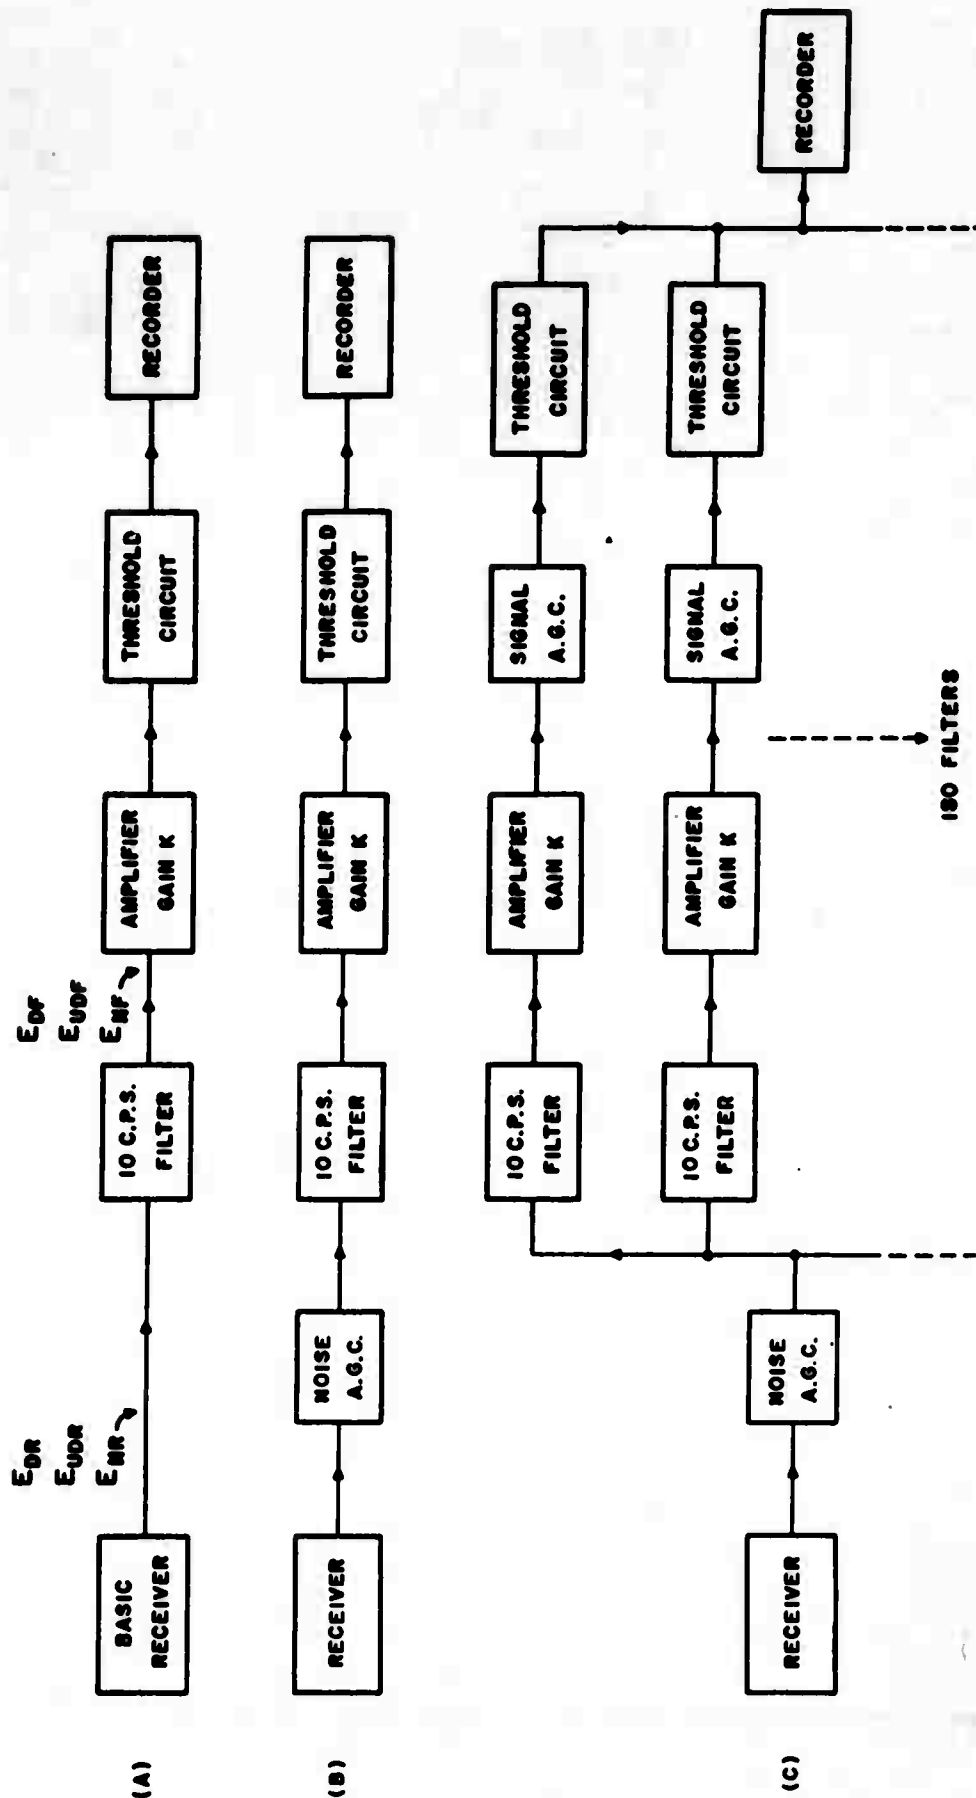 (A)
BASIC
RECEIVER
E_DR
E_UDR
E_NR
10 C.P.S.
FILTER
E_DF
E_UDF
E_NF
AMPLIFIER
GAIN K
THRESHOLD
CIRCUIT
RECORDER
(B)
RECEIVER
NOISE
A.G.C.
10 C.P.S.
FILTER
AMPLIFIER
GAIN K
THRESHOLD
CIRCUIT
RECORDER
(C)
RECEIVER
NOISE
A.G.C.
10 C.P.S.
FILTER
AMPLIFIER
GAIN K
SIGNAL
A.G.C.
THRESHOLD
CIRCUIT
10 C.P.S.
FILTER
AMPLIFIER
GAIN K
SIGNAL
A.G.C.
THRESHOLD
CIRCUIT
RECORDER
180 FILTERS